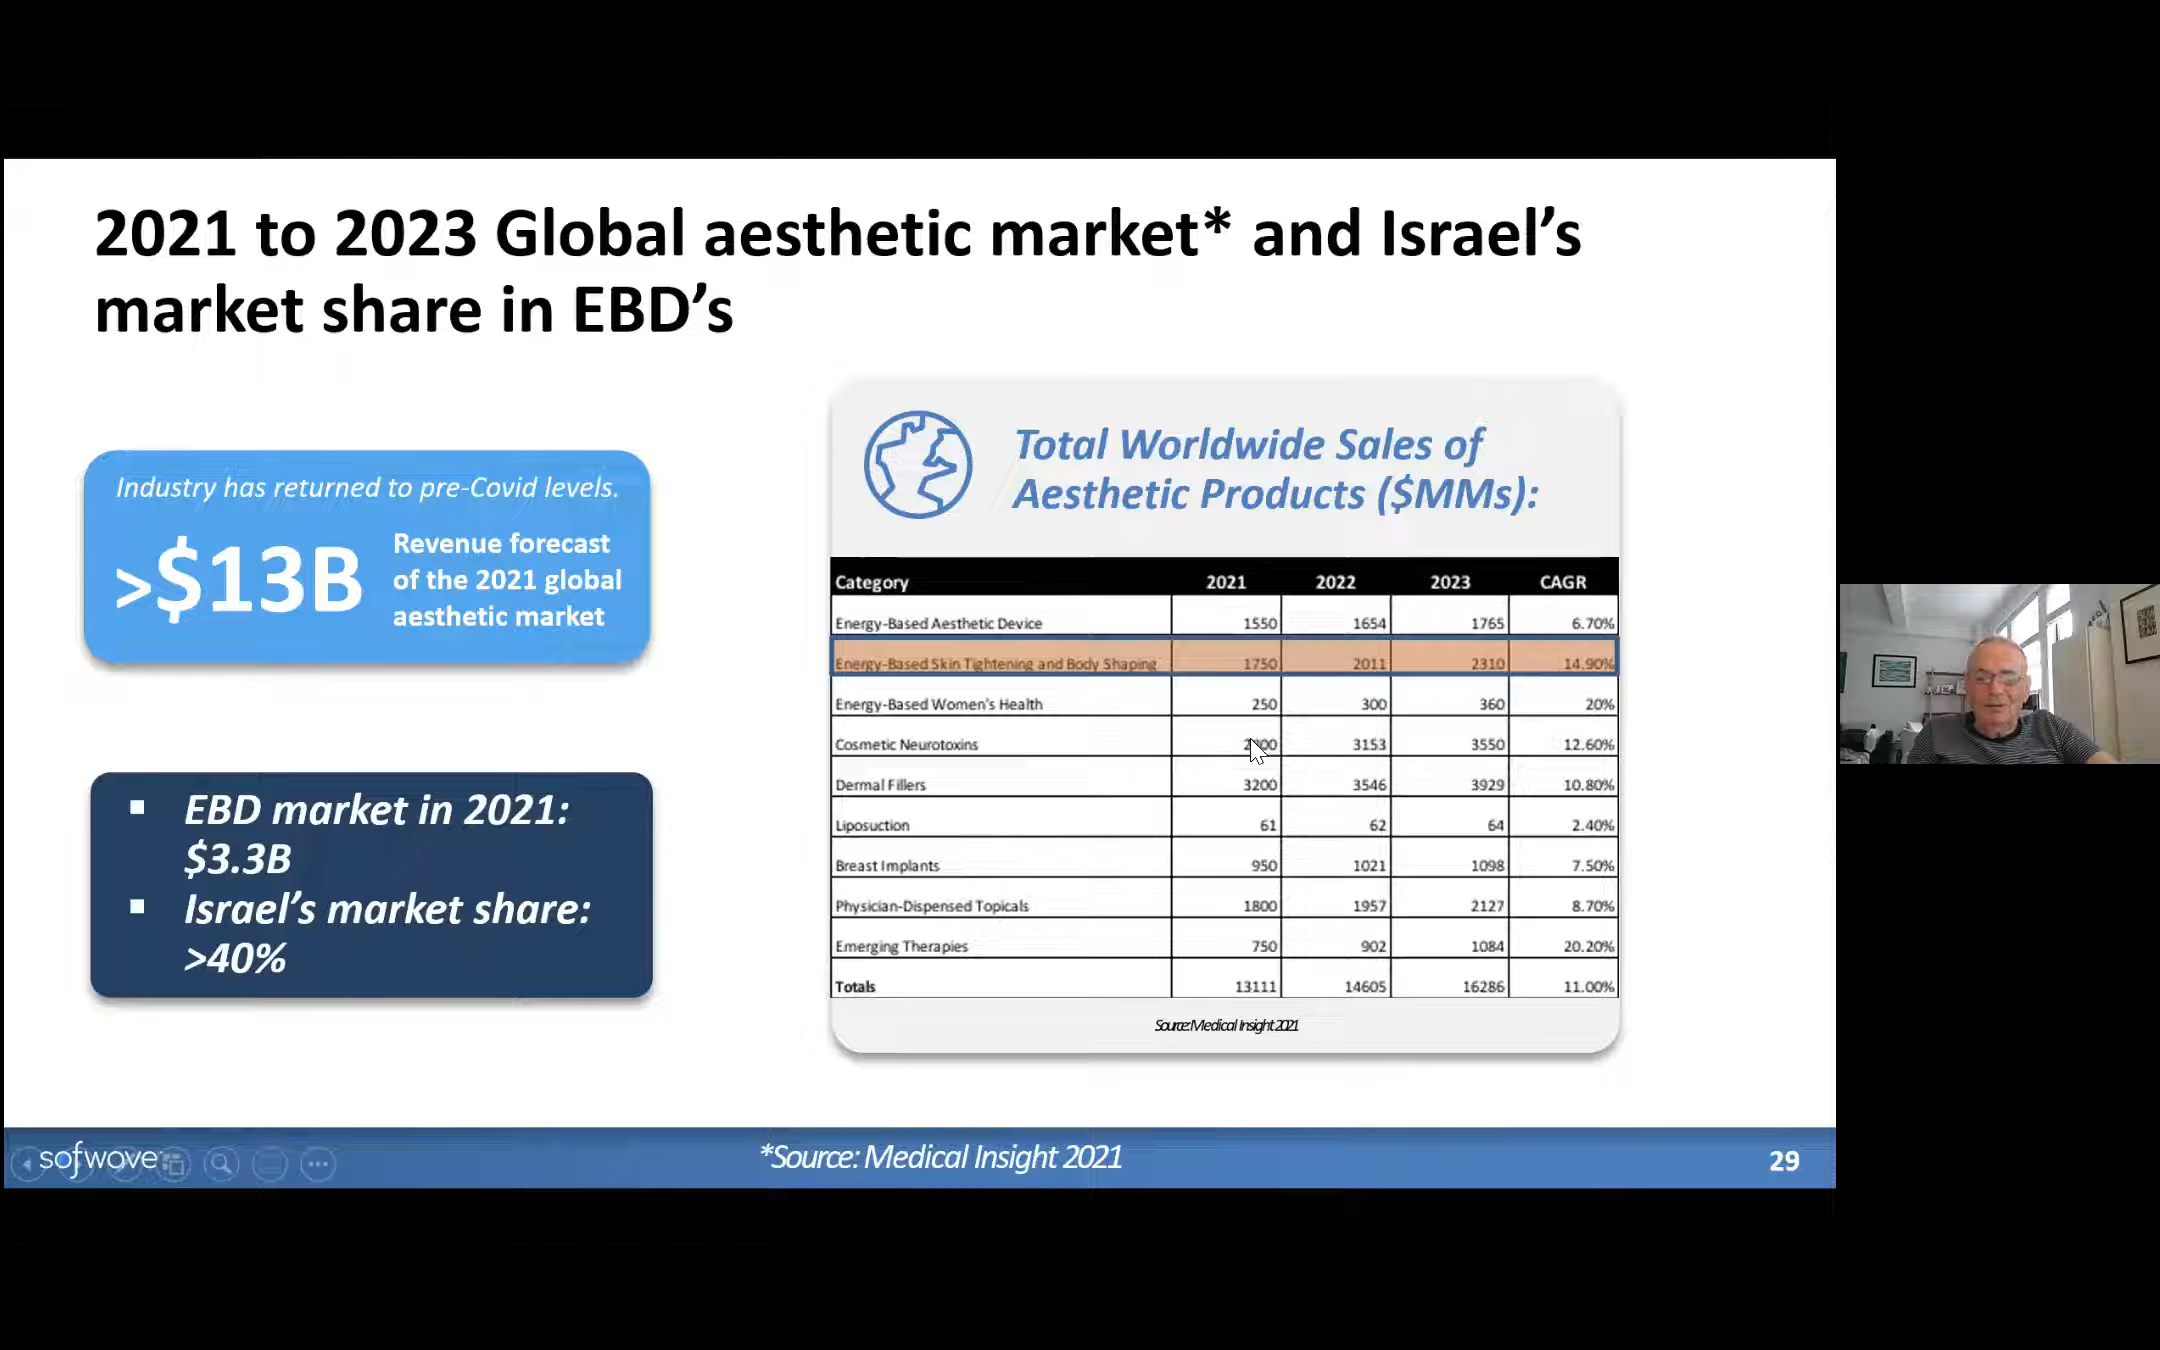 2021 to 2023 Global aesthetic market* and Israel’s
market share in EBD’s
Industry has returned to pre-Covid levels.
>$13B
Revenue forecast
of the 2021 global
aesthetic market
▪ EBD market in 2021:
$3.3B
▪ Israel’s market share:
>40%
Total Worldwide Sales of
Aesthetic Products ($MMs):
Category 2021 2022 2023 CAGR
Energy-Based Aesthetic Device 1550 1654 1765 6.70%
Energy-Based Skin Tightening and Body Shaping 1750 2011 2310 14.90%
Energy-Based Women's Health 250 300 360 20%
Cosmetic Neurotoxins 3153 3550 12.60%
Dermal Fillers 3200 3546 3929 10.80%
Liposuction 61 62 64 2.40%
Breast Implants 950 1021 1098 7.50%
Physician-Dispensed Topicals 1800 1957 2127 8.70%
Emerging Therapies 750 902 1084 20.20%
Totals 13111 14605 16286 11.00%
Source: Medical Insight 2021
sofwove
*Source: Medical Insight 2021
29